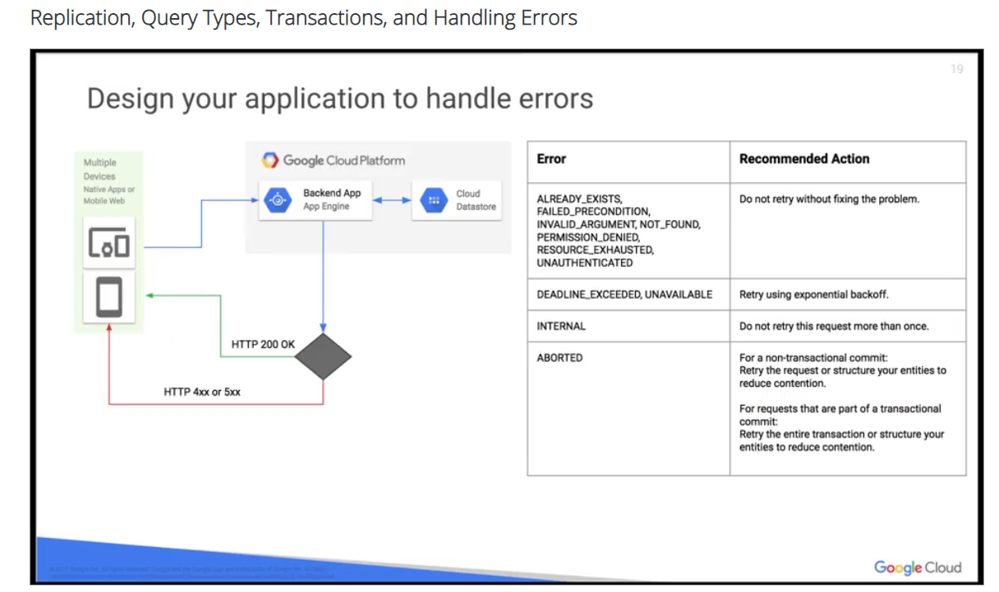 Replication, Query Types, Transactions, and Handling Errors
19
Design your application to handle errors
Multiple
Devices
Native Apps or
Mobile Web
Google Cloud Platform
Backend App
App Engine
Cloud
Datastore
HTTP 200 OK
HTTP 4xx or 5xx
Error
Recommended Action
ALREADY_EXISTS,
FAILED_PRECONDITION,
INVALID_ARGUMENT, NOT_FOUND,
PERMISSION_DENIED,
RESOURCE_EXHAUSTED,
UNAUTHENTICATED
Do not retry without fixing the problem.
DEADLINE_EXCEEDED, UNAVAILABLE
Retry using exponential backoff.
INTERNAL
Do not retry this request more than once.
ABORTED
For a non-transactional commit:
Retry the request or structure your entities to
reduce contention.
For requests that are part of a transactional
commit:
Retry the entire transaction or structure your
entities to reduce contention.
Google Cloud